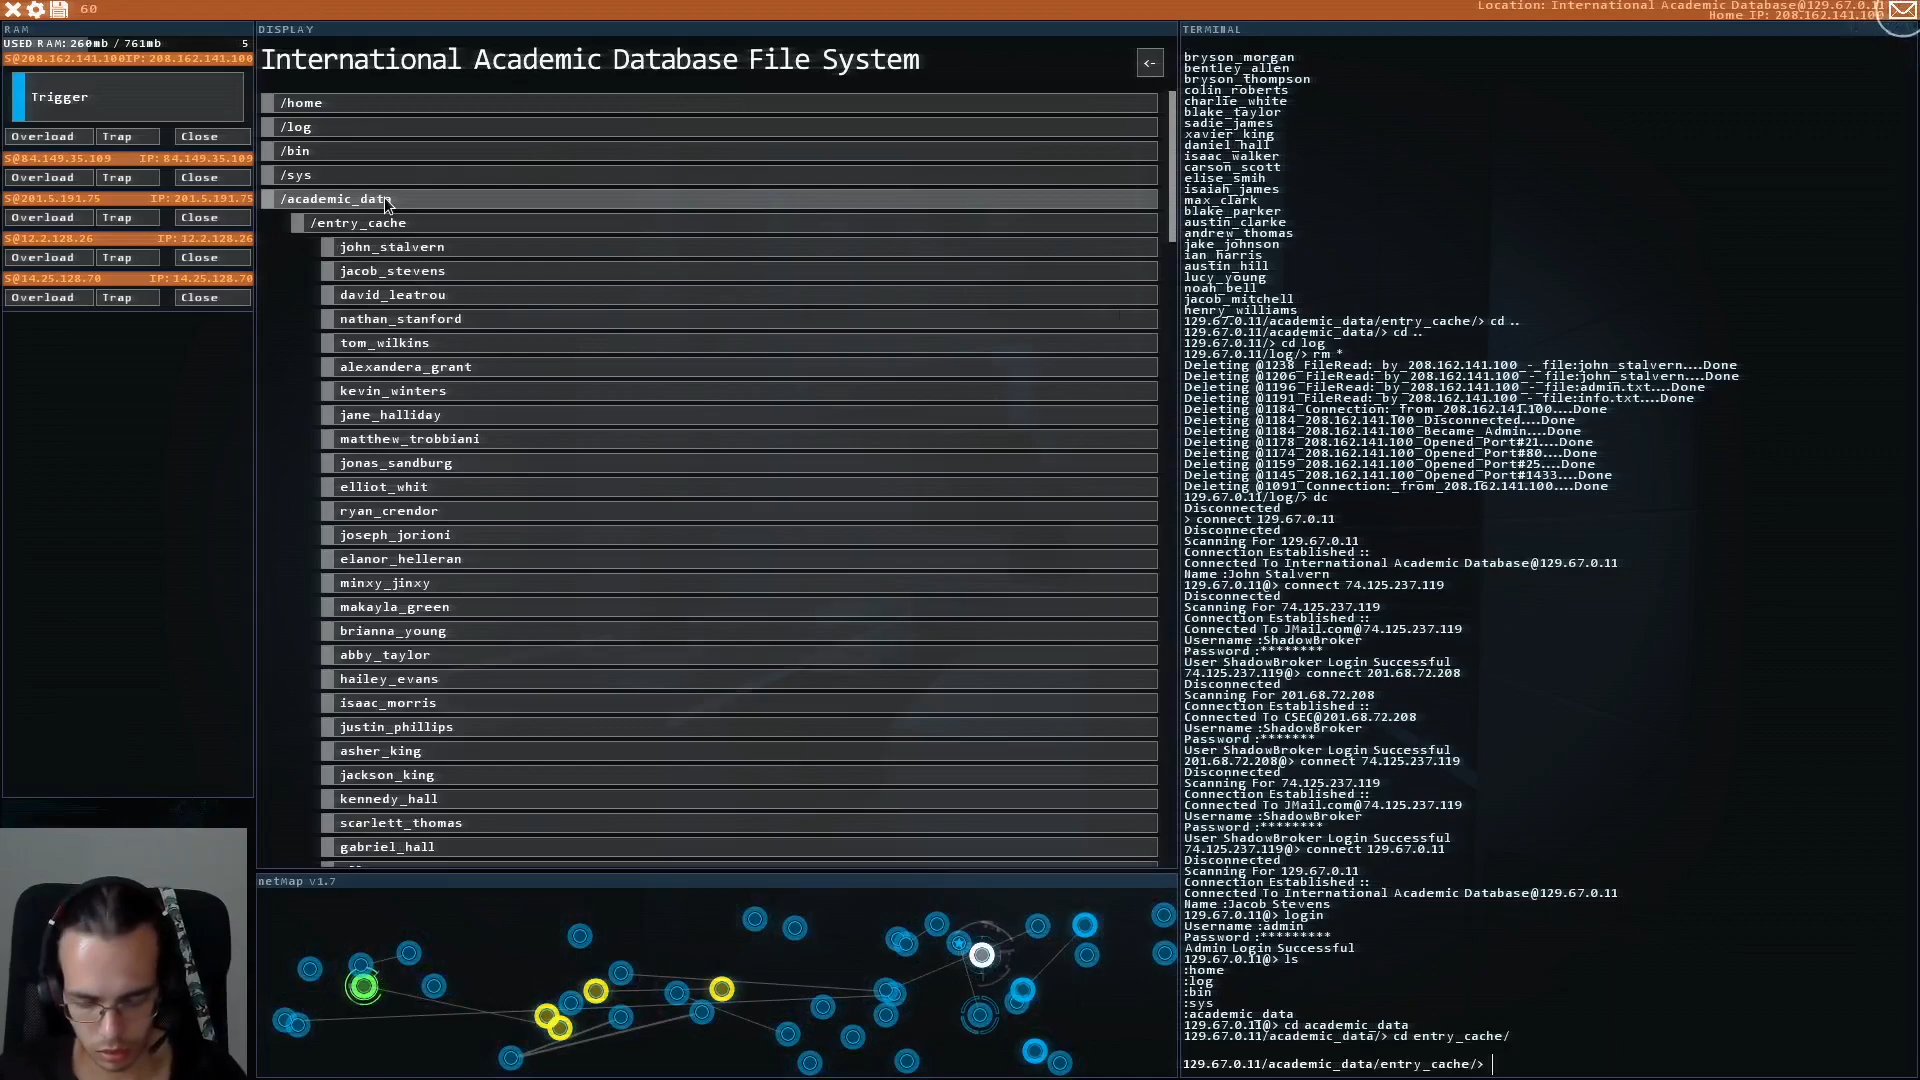 60
Location: International Academic Database@129.67.0.11
Home IP: 208.162.141.100
RAM
USED RAM: 260mb / 761mb 5
S@208.162.141.100 IP: 208.162.141.100
Trigger
Overload Trap Close
S@84.149.35.109 IP: 84.149.35.109
Overload Trap Close
S@201.5.191.75 IP: 201.5.191.75
Overload Trap Close
S@12.2.128.26 IP: 12.2.128.26
Overload Trap Close
S@14.25.128.70 IP: 14.25.128.70
Overload Trap Close
DISPLAY
International Academic Database File System
<-
/home
/log
/bin
/sys
/academic_data
/entry_cache
john_stalvern
jacob_stevens
david_leatrou
nathan_stanford
tom_wilkins
alexandera_grant
kevin_winters
jane_halliday
matthew_trobbiani
jonas_sandburg
elliot_whit
ryan_crendor
joseph_jorioni
elanor_helleran
minxy_jinxy
makayla_green
brianna_young
abby_taylor
hailey_evans
isaac_morris
justin_phillips
asher_king
jackson_king
kennedy_hall
scarlett_thomas
gabriel_hall
netMap v1.7
TERMINAL
bryson_morgan
bentley_allen
bryson_thompson
colin_roberts
charlie_white
blake_taylor
sadie_james
xavier_king
daniel_hall
isaac_walker
carson_scott
elise_smih
isaiah_james
max_clark
blake_parker
austin_clarke
andrew_thomas
jake_johnson
ian_harris
austin_hill
lucy_young
noah_bell
jacob_mitchell
henry_williams
129.67.0.11/academic_data/entry_cache/> cd ..
129.67.0.11/academic_data/> cd ..
129.67.0.11/> cd log
129.67.0.11/log/> rm *
Deleting @1238_FileRead:_by_208.162.141.100_-_file:john_stalvern....Done
Deleting @1206_FileRead:_by_208.162.141.100_-_file:john_stalvern....Done
Deleting @1196_FileRead:_by_208.162.141.100_-_file:admin.txt....Done
Deleting @1191_FileRead:_by_208.162.141.100_-_file:info.txt....Done
Deleting @1184_Connection:_from_208.162.141.100....Done
Deleting @1184_208.162.141.100_Disconnected....Done
Deleting @1184_208.162.141.100_Became_Admin....Done
Deleting @1178_208.162.141.100_Opened_Port#21....Done
Deleting @1174_208.162.141.100_Opened_Port#80....Done
Deleting @1159_208.162.141.100_Opened_Port#25....Done
Deleting @1145_208.162.141.100_Opened_Port#1433....Done
Deleting @1091_Connection:_from_208.162.141.100....Done
129.67.0.11/log/> dc
Disconnected
> connect 129.67.0.11
Disconnected
Scanning For 129.67.0.11
Connection Established ::
Connected To International Academic Database@129.67.0.11
Name :John Stalvern
129.67.0.11@> connect 74.125.237.119
Disconnected
Scanning For 74.125.237.119
Connection Established ::
Connected To JMail.com@74.125.237.119
Username :ShadowBroker
Password :********
User ShadowBroker Login Successful
74.125.237.119@> connect 201.68.72.208
Disconnected
Scanning For 201.68.72.208
Connection Established ::
Connected To CSEC@201.68.72.208
Username :ShadowBroker
Password :*******
User ShadowBroker Login Successful
201.68.72.208@> connect 74.125.237.119
Disconnected
Scanning For 74.125.237.119
Connection Established ::
Connected To JMail.com@74.125.237.119
Username :ShadowBroker
Password :********
User ShadowBroker Login Successful
74.125.237.119@> connect 129.67.0.11
Disconnected
Scanning For 129.67.0.11
Connection Established ::
Connected To International Academic Database@129.67.0.11
Name :Jacob Stevens
129.67.0.11@> login
Username :admin
Password :*********
Admin Login Successful
129.67.0.11@> ls
:home
:log
:bin
:sys
:academic_data
129.67.0.11@> cd academic_data
129.67.0.11/academic_data/> cd entry_cache/
129.67.0.11/academic_data/entry_cache/>